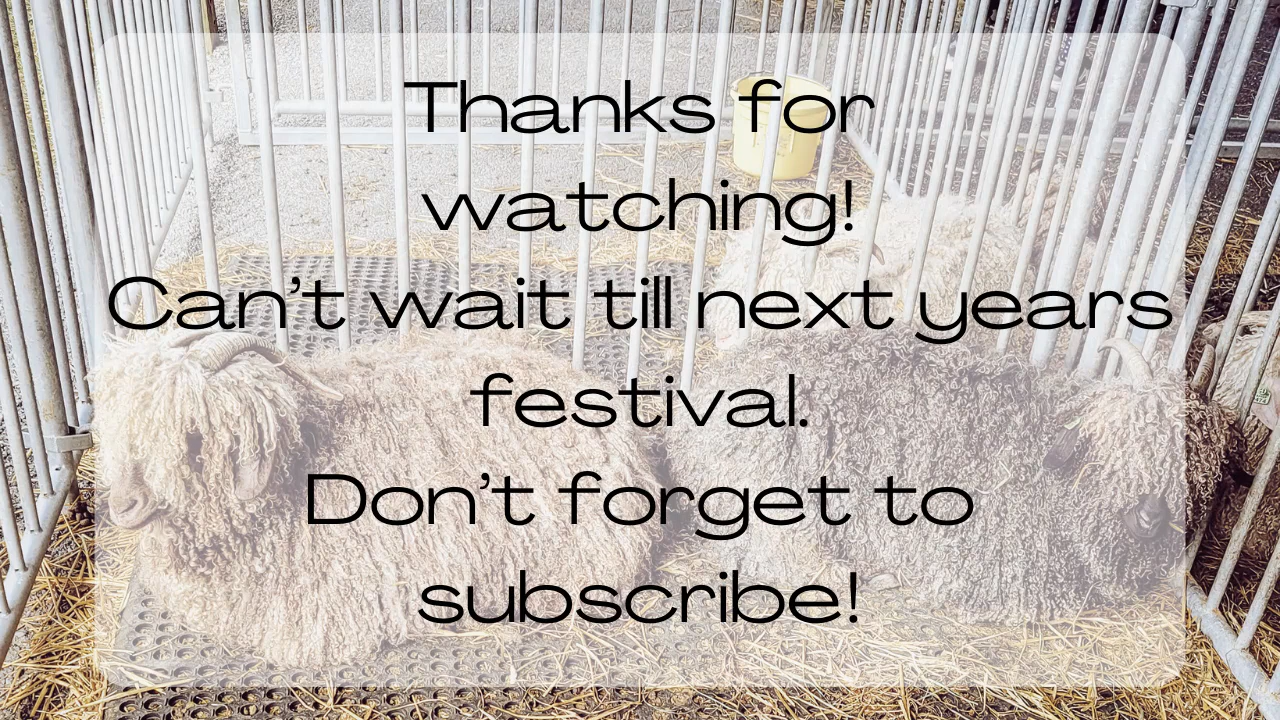 Thanks for
watching!
Can't wait till next years
festival.
Don't forget to
subscribe!